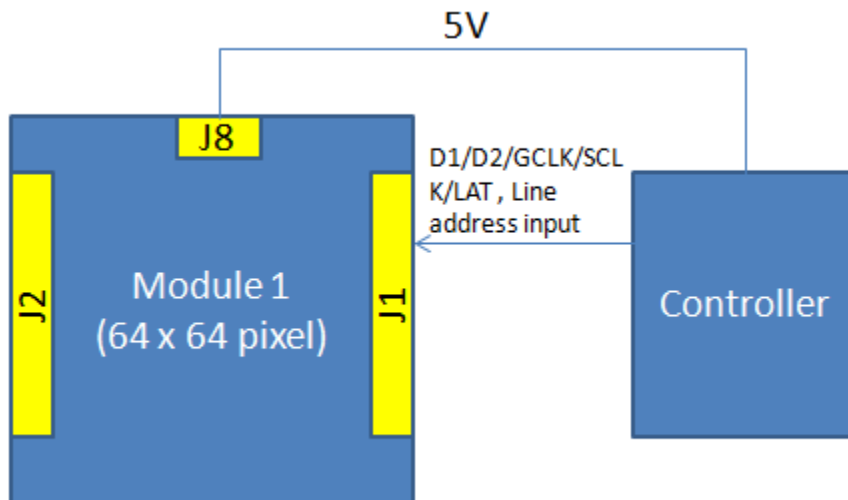 5V
J8
D1/D2/GCLK/SCL
K/LAT , Line
address input
J2
Module 1
(64 x 64 pixel)
J1
Controller